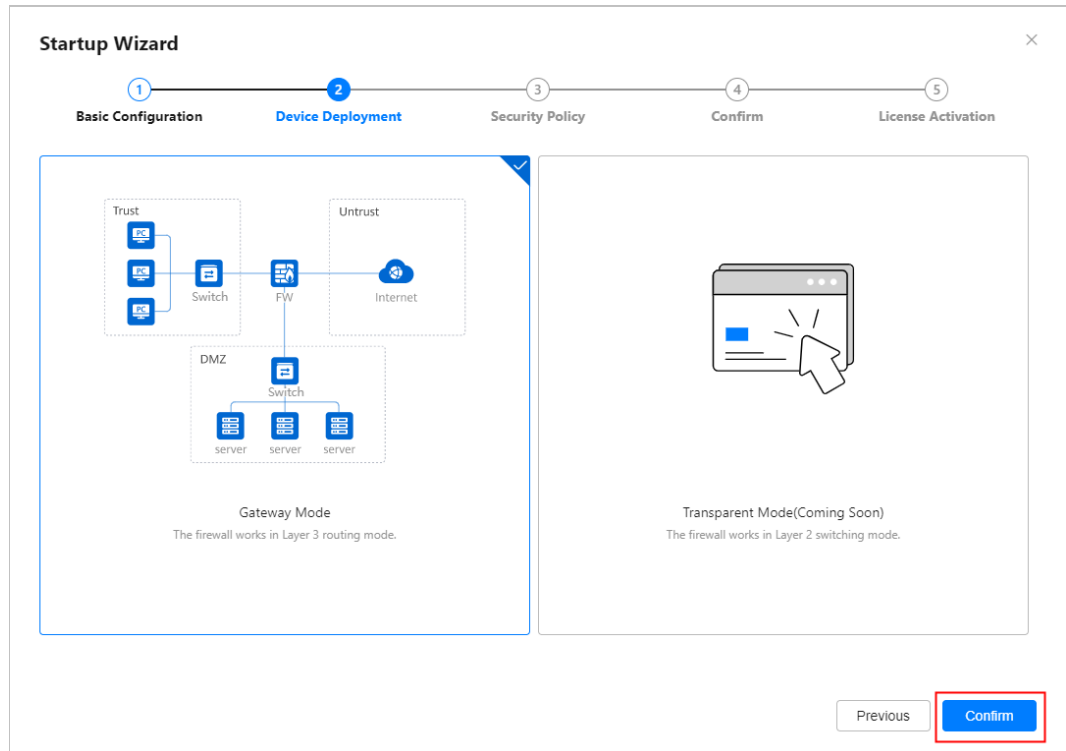 Startup Wizard
1 2 3 4 5
Basic Configuration Device Deployment Security Policy Confirm License Activation
Trust Untrust
PC
PC
Switch FW Internet
PC
DMZ
Switch
server server server
Gateway Mode
The firewall works in Layer 3 routing mode.
Transparent Mode(Coming Soon)
The firewall works in Layer 2 switching mode.
Previous Confirm